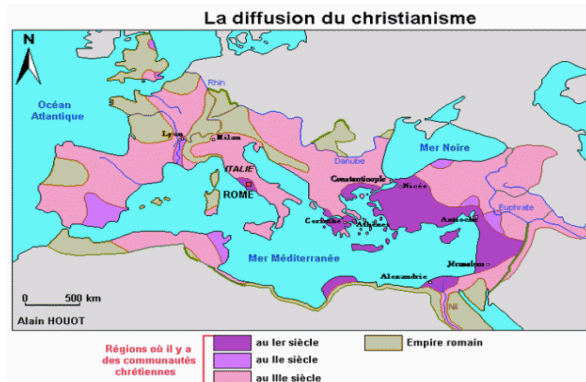 La diffusion du christianisme
N
Rhin
Océan
Atlantique
Lyon
Milan
Mer Noire
Danube
ITALIE
Constantinople
Nicée
ROME
Euphrate
Antioche
Corinthe
Athènes
Mer Méditerranée
Jérusalem
Alexandrie
0 500 km
Nil
Alain HOUOT
Régions où il y a
des communautés
chrétiennes
au Ier siècle
au IIe siècle
au IIIe siècle
Empire romain